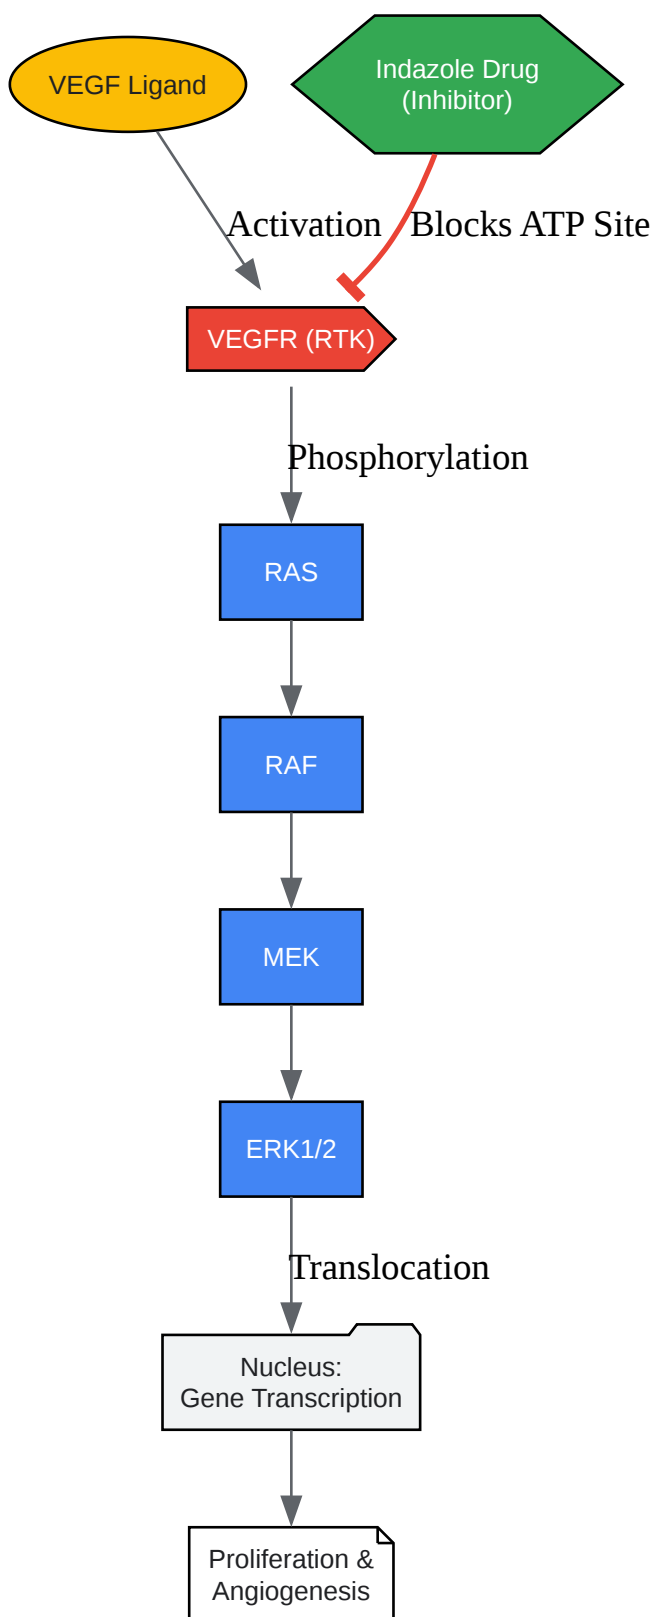 VEGF Ligand
Indazole Drug
(Inhibitor)
Activation
Blocks ATP Site
VEGFR (RTK)
Phosphorylation
RAS
RAF
MEK
ERK1/2
Translocation
Nucleus:
Gene Transcription
Proliferation &
Angiogenesis